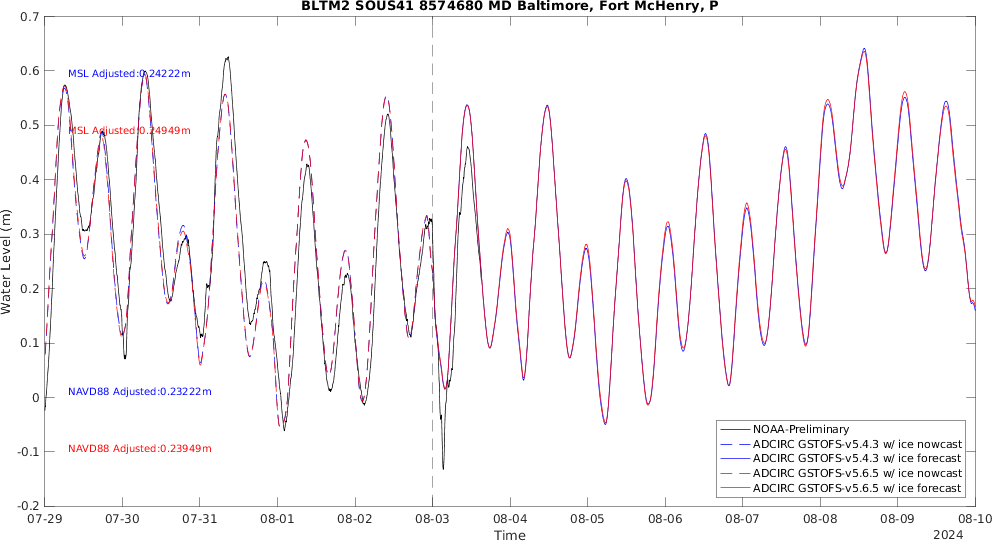 BLTM2 SOUS41 8574680 MD Baltimore, Fort McHenry, P
Water Level (m)
0.7
0.6
0.5
0.4
0.3
0.2
0.1
0
-0.1
-0.2
MSL Adjusted:0.24222m
MSL Adjusted:0.24949m
NAVD88 Adjusted:0.23222m
NAVD88 Adjusted:0.23949m
NOAA-Preliminary
ADCIRC GSTOFS-v5.4.3 w/ ice nowcast
ADCIRC GSTOFS-v5.4.3 w/ ice forecast
ADCIRC GSTOFS-v5.6.5 w/ ice nowcast
ADCIRC GSTOFS-v5.6.5 w/ ice forecast
07-29 07-30 07-31 08-01 08-02 08-03 08-04 08-05 08-06 08-07 08-08 08-09 08-10
Time
2024